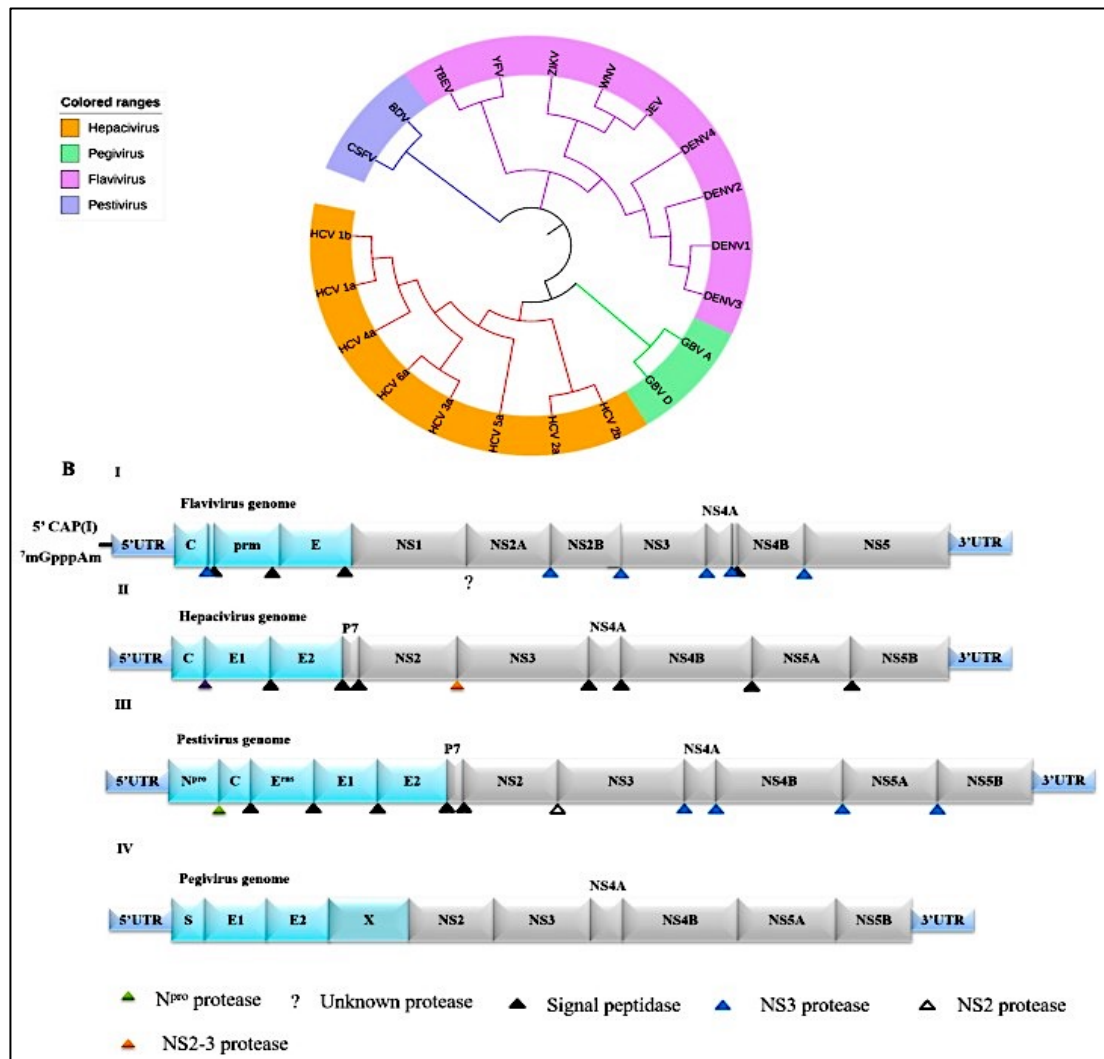 Colored ranges
Hepacivirus
Pegivirus
Flavivirus
Pestivirus
CSFV
BDV
TBEV
YFV
ZIKV
WNV
JEV
DENV4
DENV2
DENV1
DENV3
GBV A
GBV D
HCV 2b
HCV 2a
HCV 5a
HCV 3a
HCV 6a
HCV 4a
HCV 1a
HCV 1b
B I
Flavivirus genome
NS4A
5' CAP(I)
7mGpppAm
5'UTR C prm E NS1 NS2A NS2B NS3 NS4B NS5 3'UTR
?
II
Hepacivirus genome
P7 NS4A
5'UTR C E1 E2 NS2 NS3 NS4B NS5A NS5B 3'UTR
III
Pestivirus genome
P7 NS4A
5'UTR Npro C Erns E1 E2 NS2 NS3 NS4B NS5A NS5B 3'UTR
IV
Pegivirus genome
NS4A
5'UTR S E1 E2 X NS2 NS3 NS4B NS5A NS5B 3'UTR
Npro protease ? Unknown protease Signal peptidase NS3 protease NS2 protease
NS2-3 protease